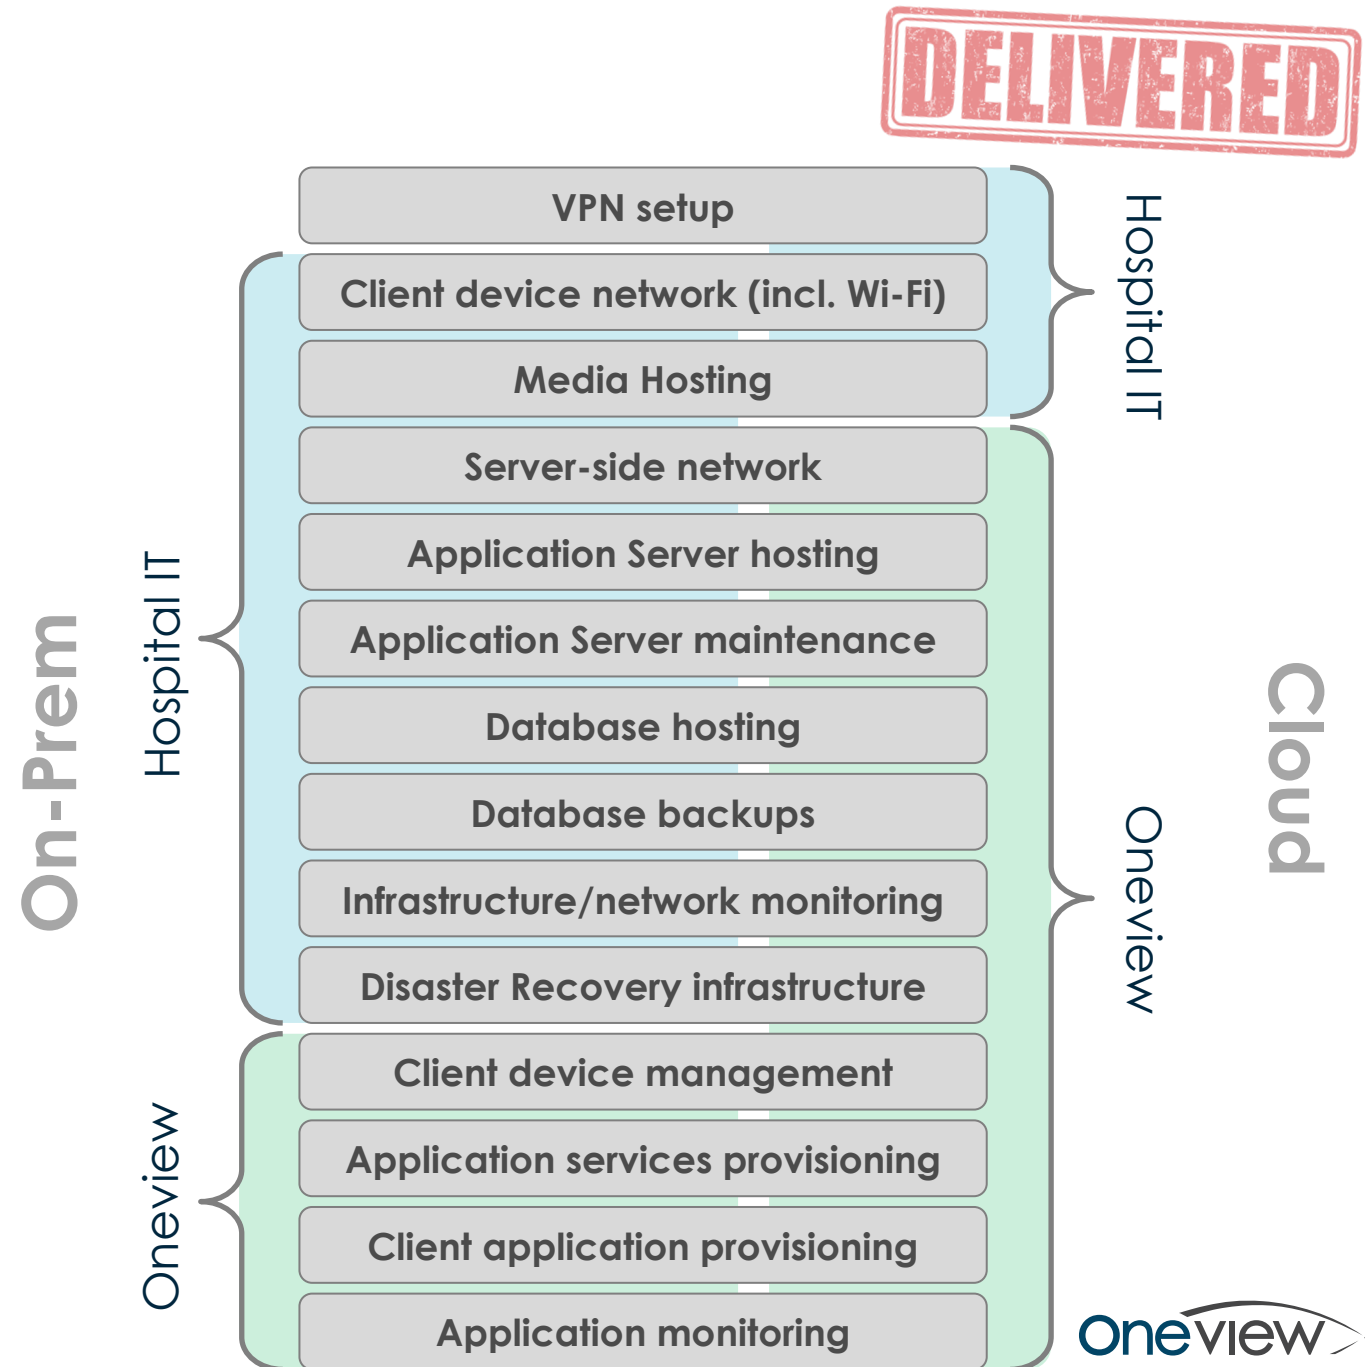 DELIVERED
VPN setup
Client device network (incl. Wi-Fi)
Media Hosting
Server-side network
Application Server hosting
Application Server maintenance
Database hosting
Database backups
Infrastructure/network monitoring
Disaster Recovery infrastructure
Client device management
Application services provisioning
Client application provisioning
Application monitoring
On-Prem
Hospital IT
Oneview
Hospital IT
Oneview
Cloud
Oneview